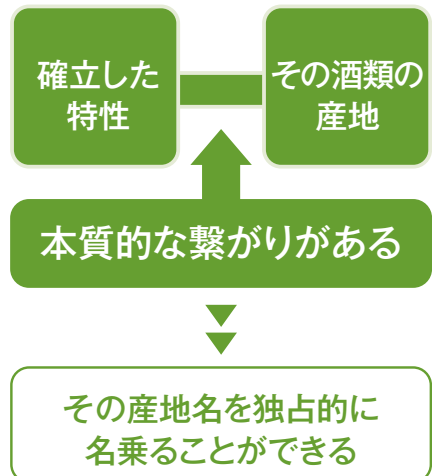 確立した
特性
その酒類の
産地
本質的な繋がりがある
その産地名を独占的に
名乗ることができる